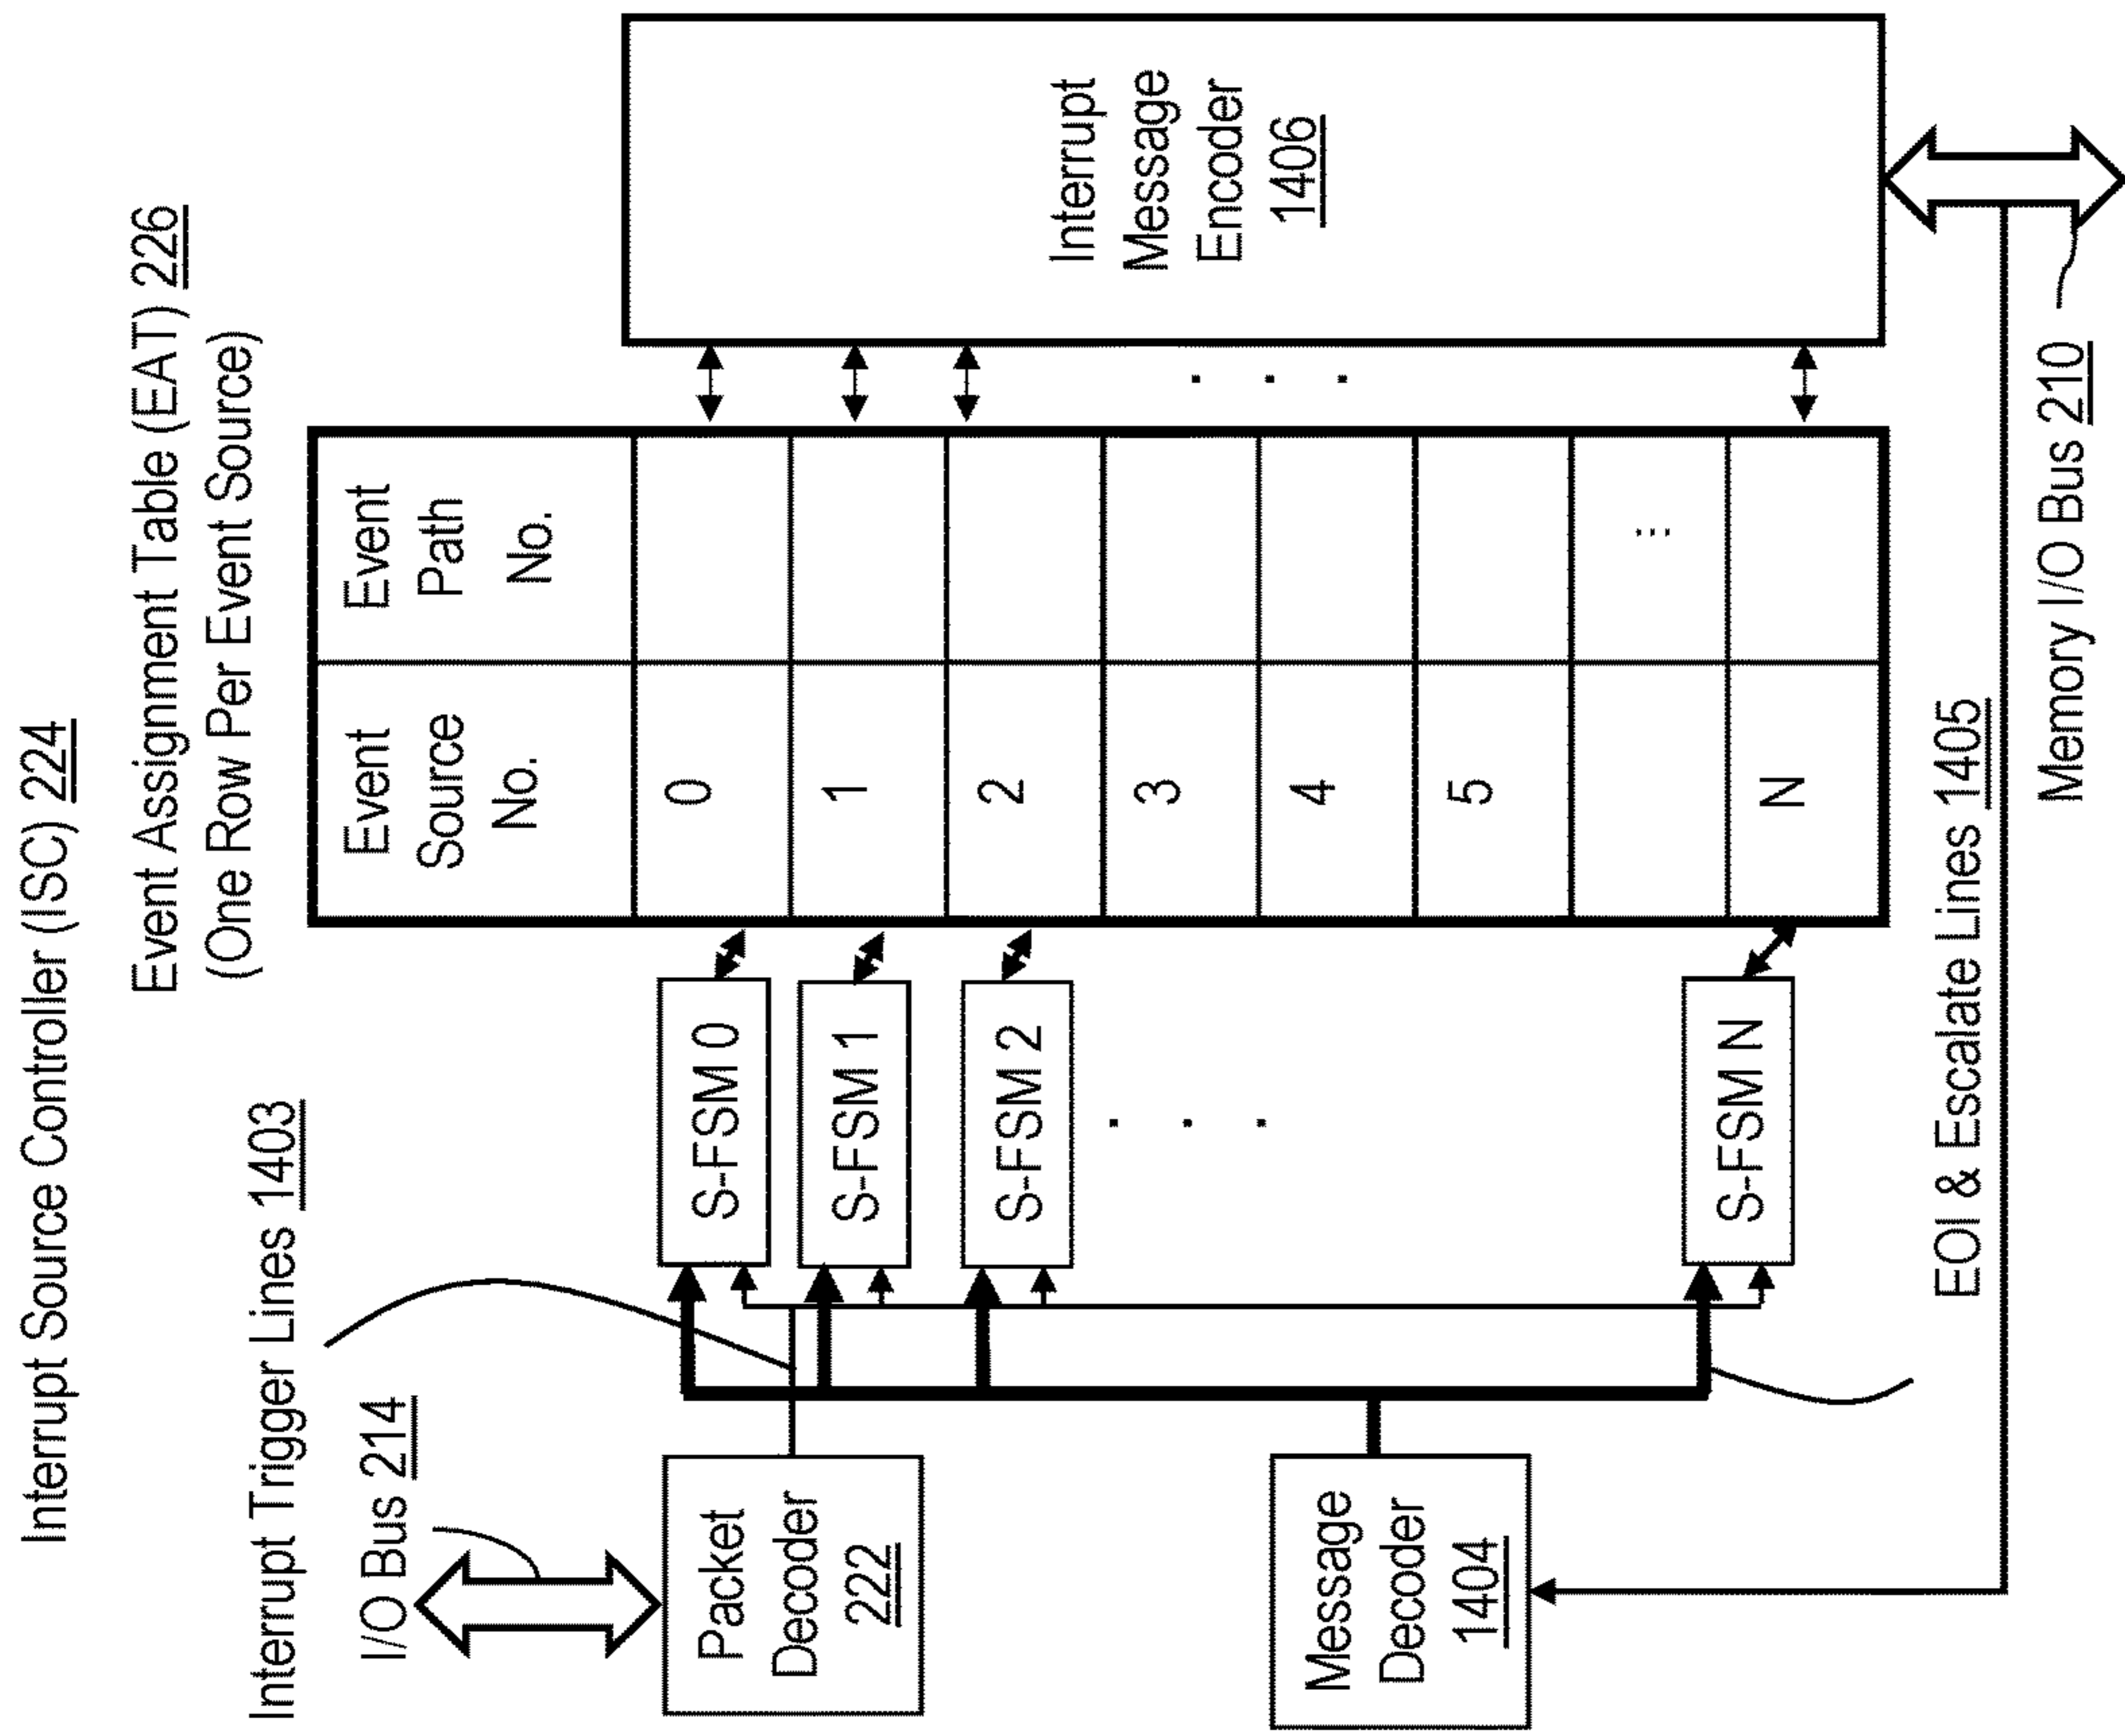 Interrupt Source Controller (ISC) 224
Event Assignment Table (EAT) 226
(One Row Per Event Source)
Interrupt Trigger Lines 1403
I/O Bus 214
Packet
Decoder
222
Message
Decoder
1404
S-FSM 0
S-FSM 1
S-FSM 2
. . .
S-FSM N
Event
Source
No.
Event
Path
No.
0
1
2
3
4
5
...
N
. . .
Interrupt
Message
Encoder
1406
EOI & Escalate Lines 1405
Memory I/O Bus 210